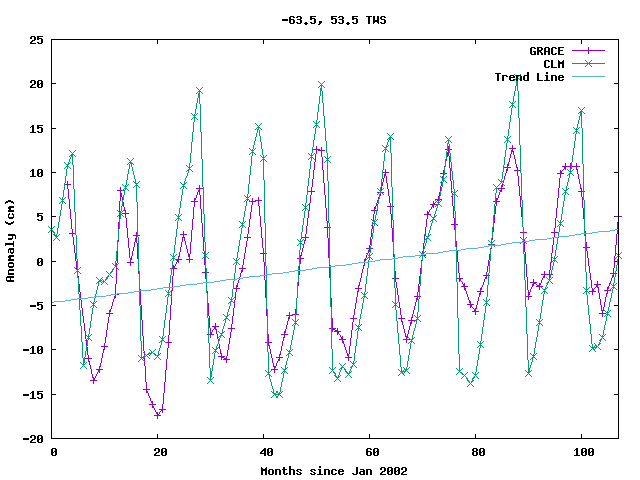 -63.5, 53.5 TWS
GRACE
CLM
Trend Line
Anomaly (cm)
25
20
15
10
5
0
-5
-10
-15
-20
0 20 40 60 80 100
Months since Jan 2002